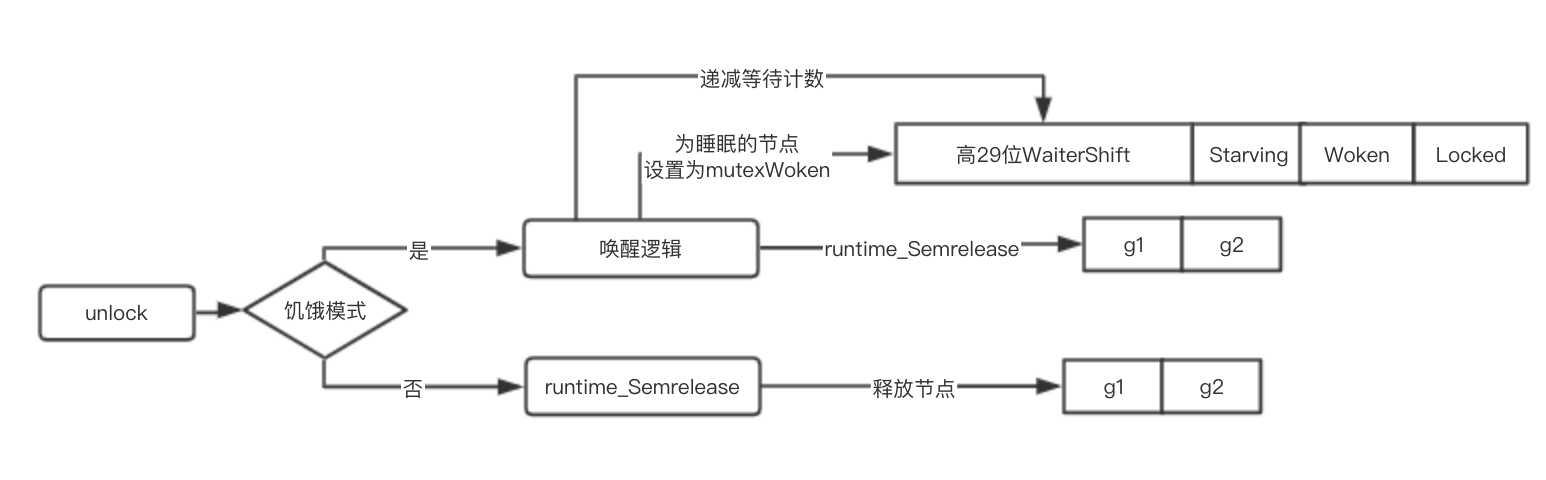 递减等待计数
为睡眠的节点
设置为mutexWoken
高29位WaiterShift
Starving
Woken
Locked
是
唤醒逻辑
runtime_Semrelease
g1
g2
unlock
饥饿模式
否
runtime_Semrelease
释放节点
g1
g2